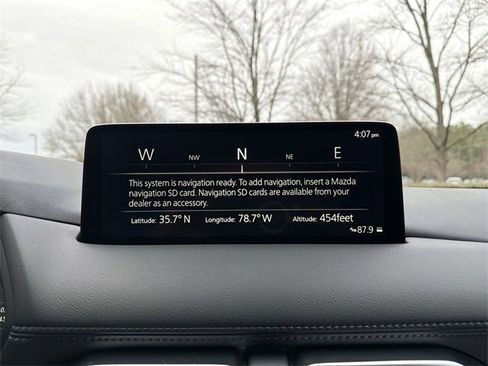 4:07 pm
W NW N NE E
This system is navigation ready. To add navigation, insert a Mazda
navigation SD card. Navigation SD cards are available from your
dealer as an accessory.
Latitude: 35.7° N Longitude: 78.7° W Altitude: 454feet
87.9